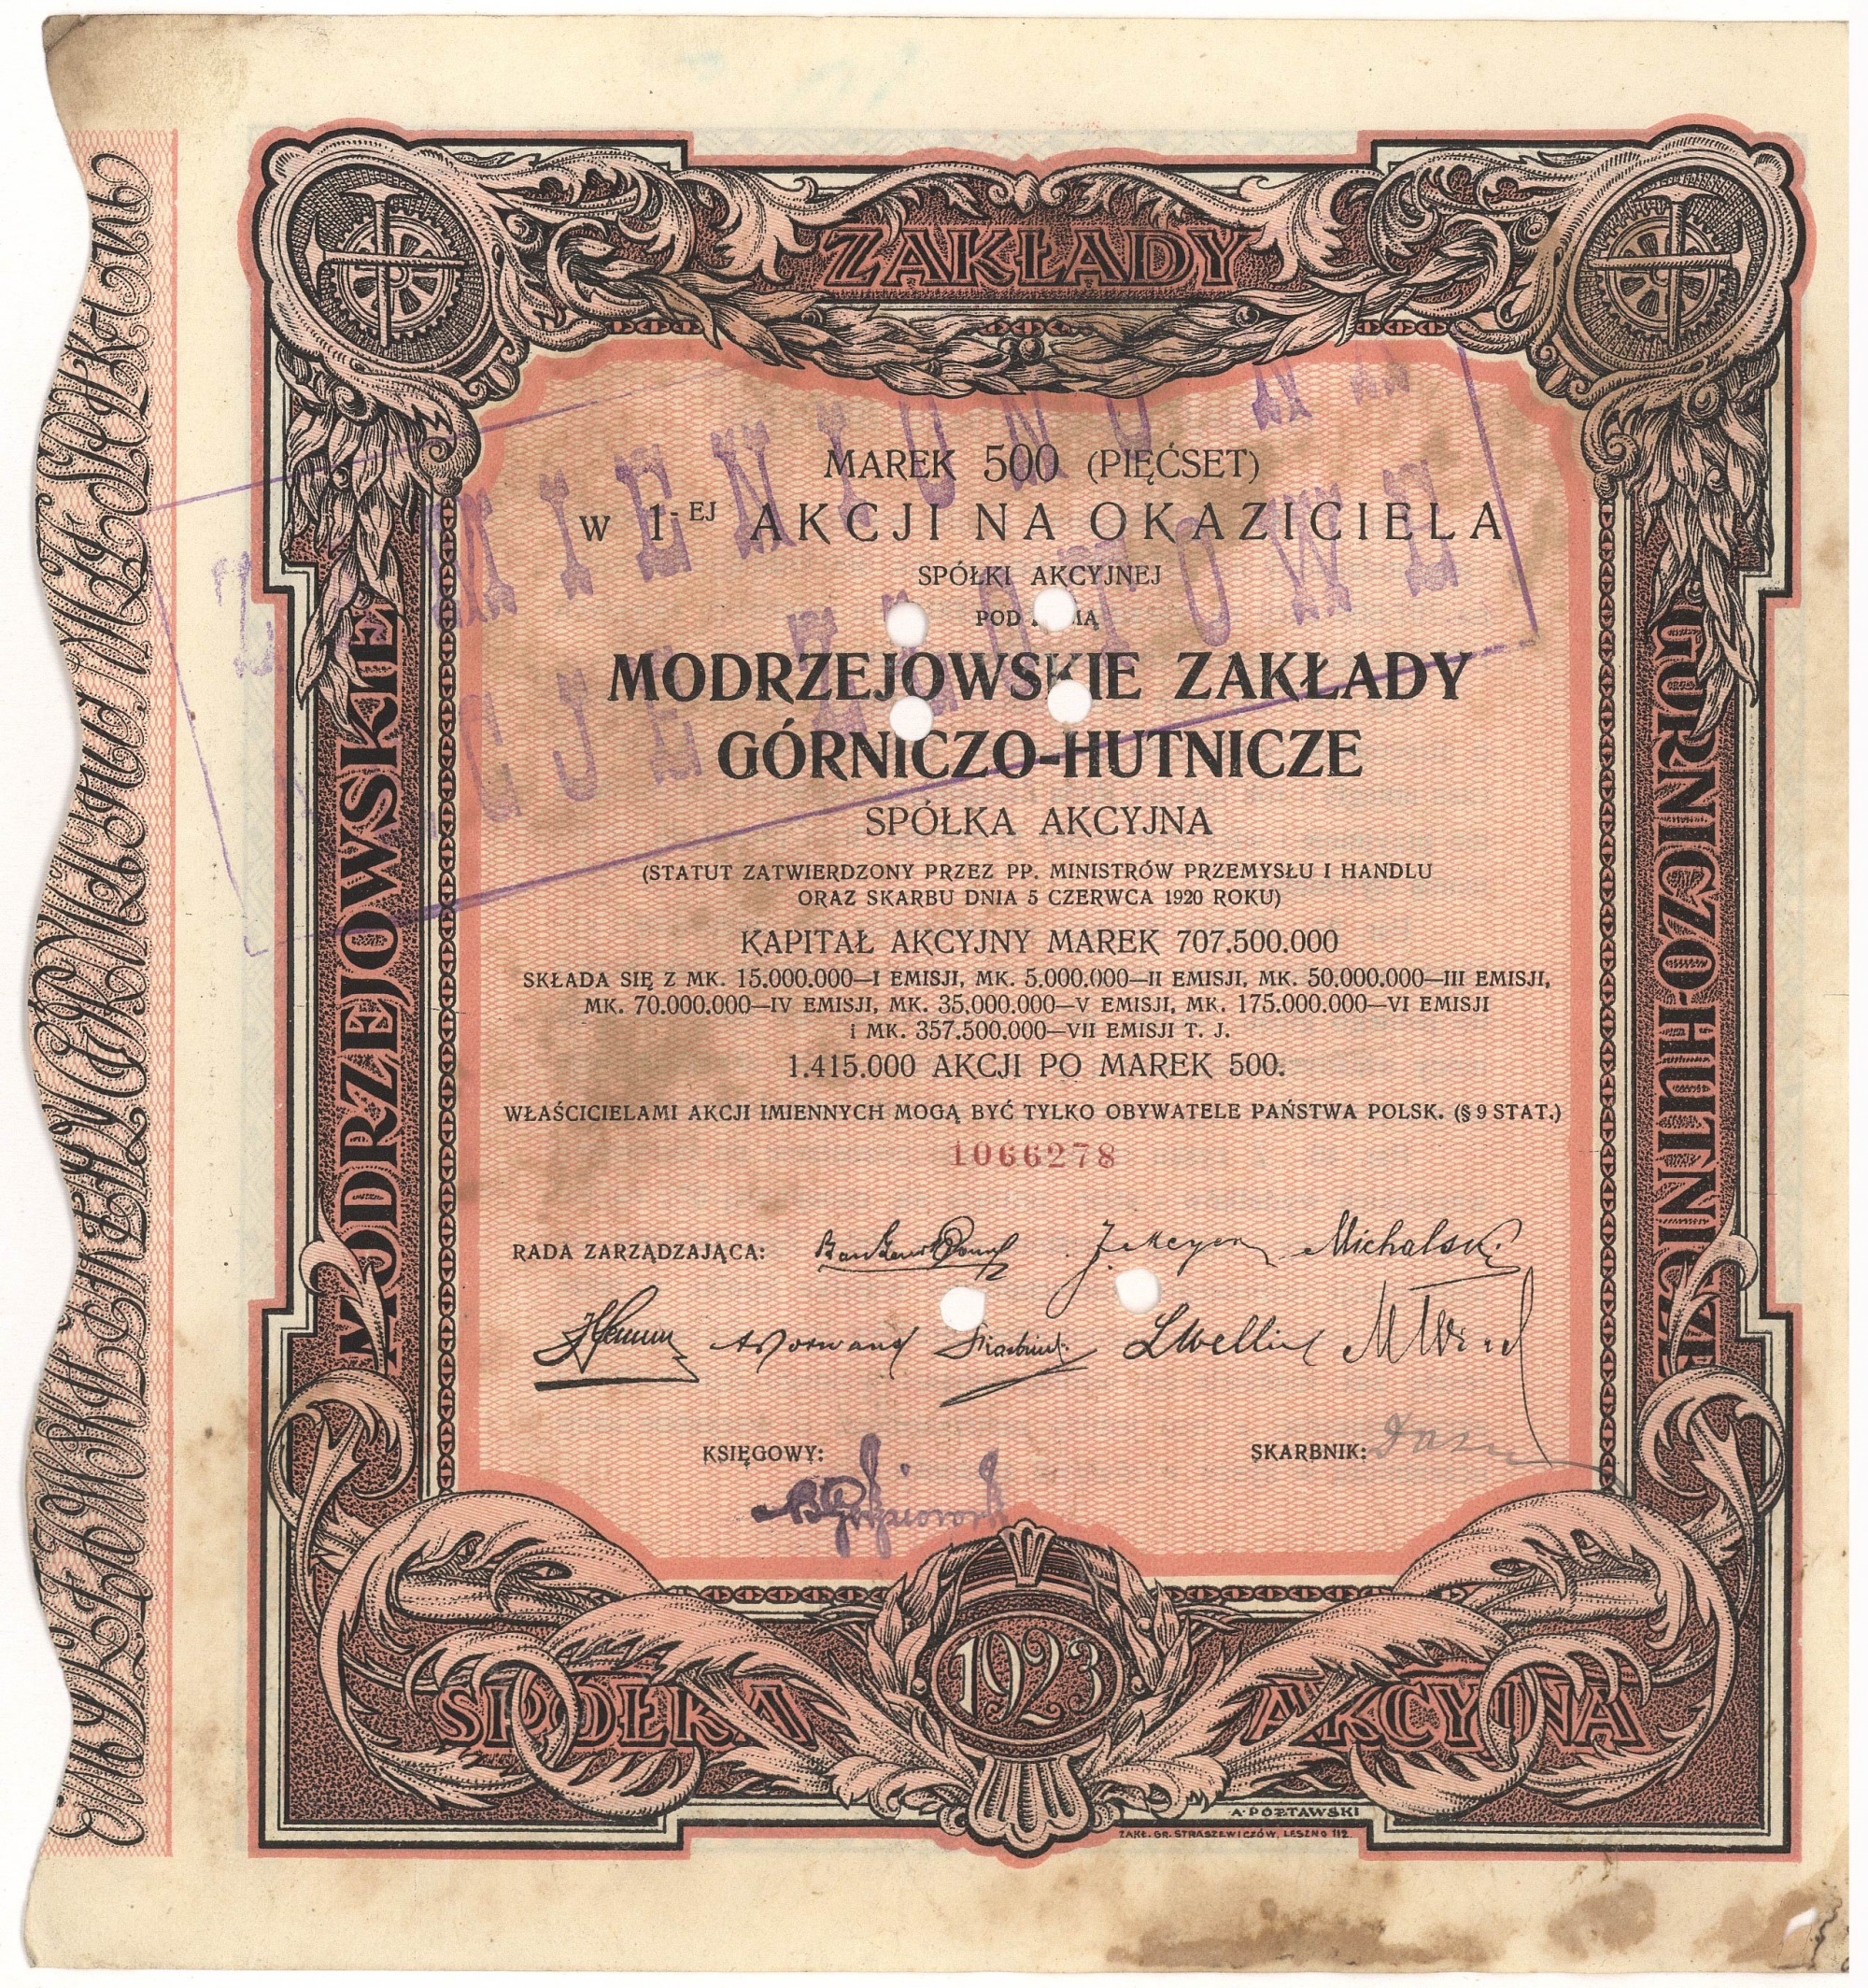 ZAKŁADY
MODRZEJOWSKIE
GÓRNICZO-HUTNICZE
ZAMIENIONO NA
AKCJE ZŁOTOWE
MAREK 500 (PIĘĆSET)
W 1-EJ AKCJI NA OKAZICIELA
SPÓŁKI AKCYJNEJ
POD
MODRZEJOWSKIE ZAKŁADY
GÓRNICZO-HUTNICZE
SPÓŁKA AKCYJNA
(STATUT ZATWIERDZONY PRZEZ PP. MINISTRÓW PRZEMYSŁU I HANDLU
ORAZ SKARBU DNIA 5 CZERWCA 1920 ROKU)
KAPITAŁ AKCYJNY MAREK 707.500.000
SKŁADA SIĘ Z MK. 15.000.000—I EMISJI, MK. 5.000.000—II EMISJI, MK. 50.000.000—III EMISJI,
MK. 70.000.000—IV EMISJI, MK. 35.000.000—V EMISJI, MK. 175.000.000—VI EMISJI
i MK. 357.500.000—VII EMISJI T. J.
1.415.000 AKCJI PO MAREK 500.
WŁAŚCICIELAMI AKCJI IMIENNYCH MOGĄ BYĆ TYLKO OBYWATELE PAŃSTWA POLSK. (§ 9 STAT.)
1066278
RADA ZARZĄDZAJĄCA: Michalski
KSIĘGOWY: SKARBNIK:
1923
SPÓŁKA AKCYJNA
A. PÓŁTAWSKI
ZAKŁ. GR. STRASZEWICZÓW, LESZNO 112